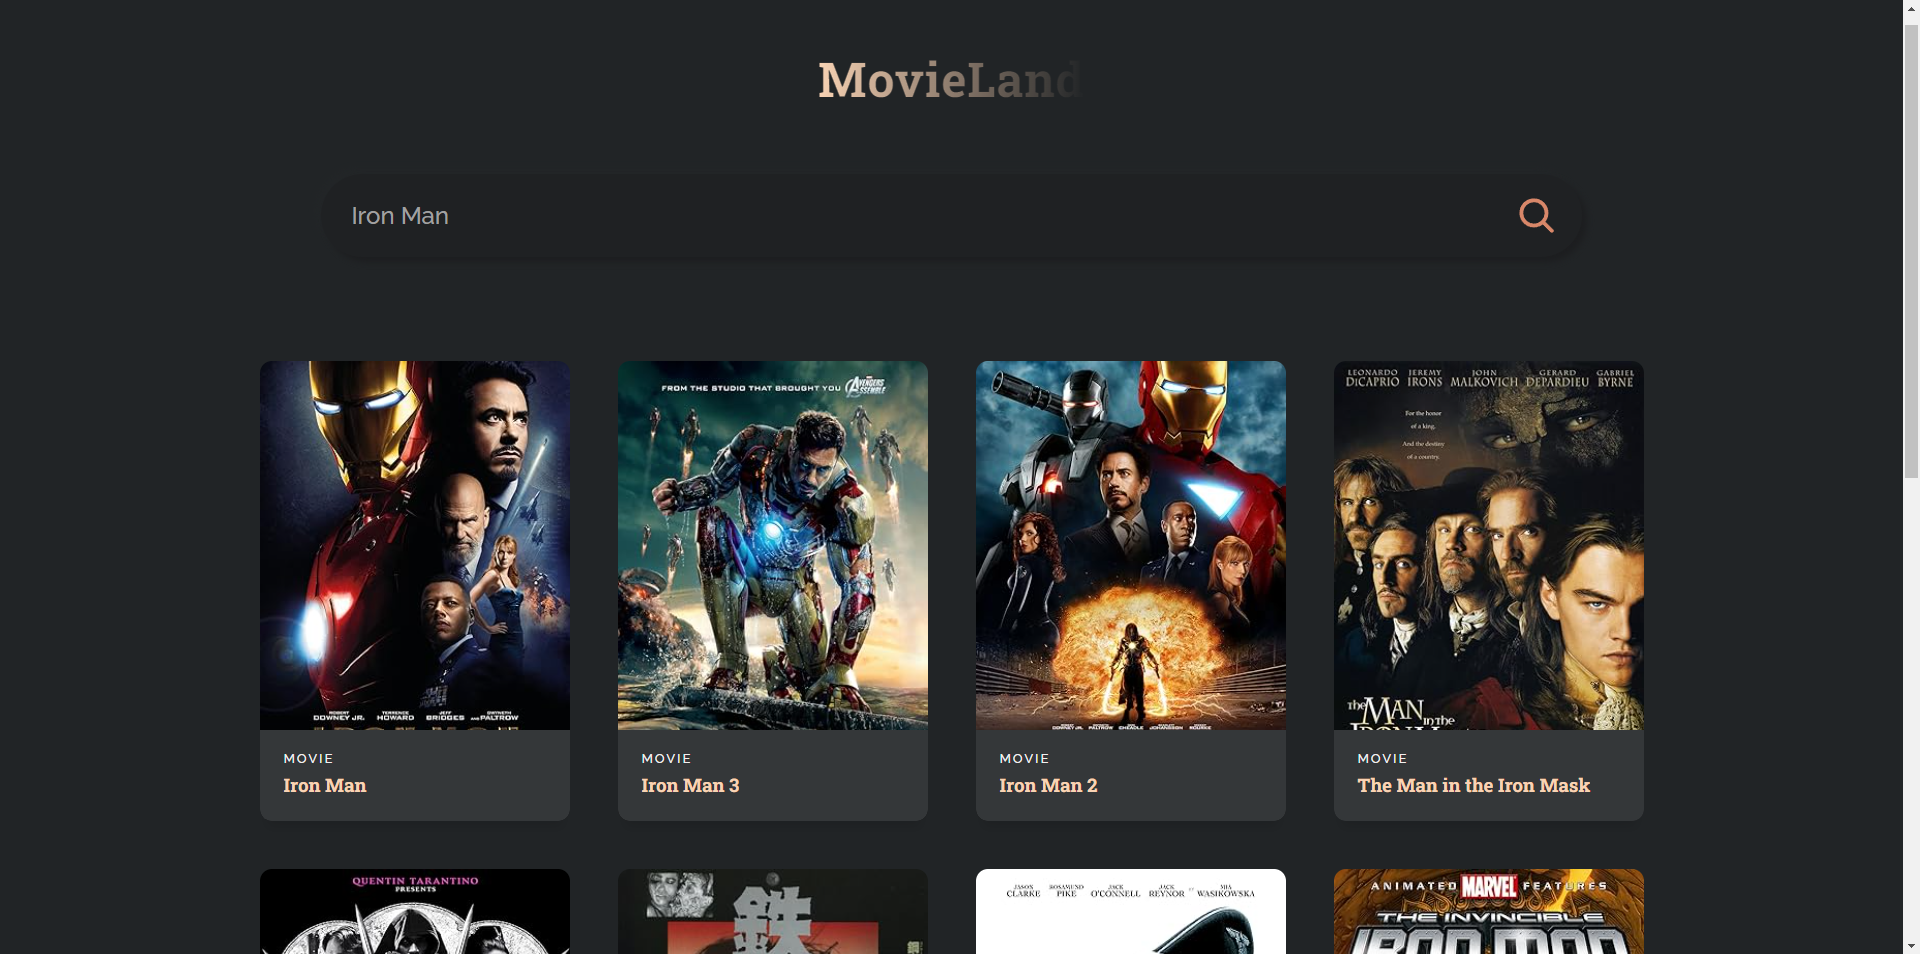 MovieLand
Iron Man
FROM THE STUDIO THAT BROUGHT YOU
MARVEL
AVENGERS
ASSEMBLE
LEONARDO DiCAPRIO JEREMY IRONS JOHN MALKOVICH GERARD DEPARDIEU GABRIEL BYRNE
For the honor
of a king.
And the destiny
of a country.
ROBERT DOWNEY JR. TERRENCE HOWARD JEFF BRIDGES AND GWYNETH PALTROW
the MAN in the
MOVIE
Iron Man
MOVIE
Iron Man 3
MOVIE
Iron Man 2
MOVIE
The Man in the Iron Mask
QUENTIN TARANTINO
PRESENTS
鉄
JASON CLARKE ROSAMUND PIKE JACK O'CONNELL JACK REYNOR MIA WASIKOWSKA
ANIMATED MARVEL FEATURES
THE INVINCIBLE
IRON MAN